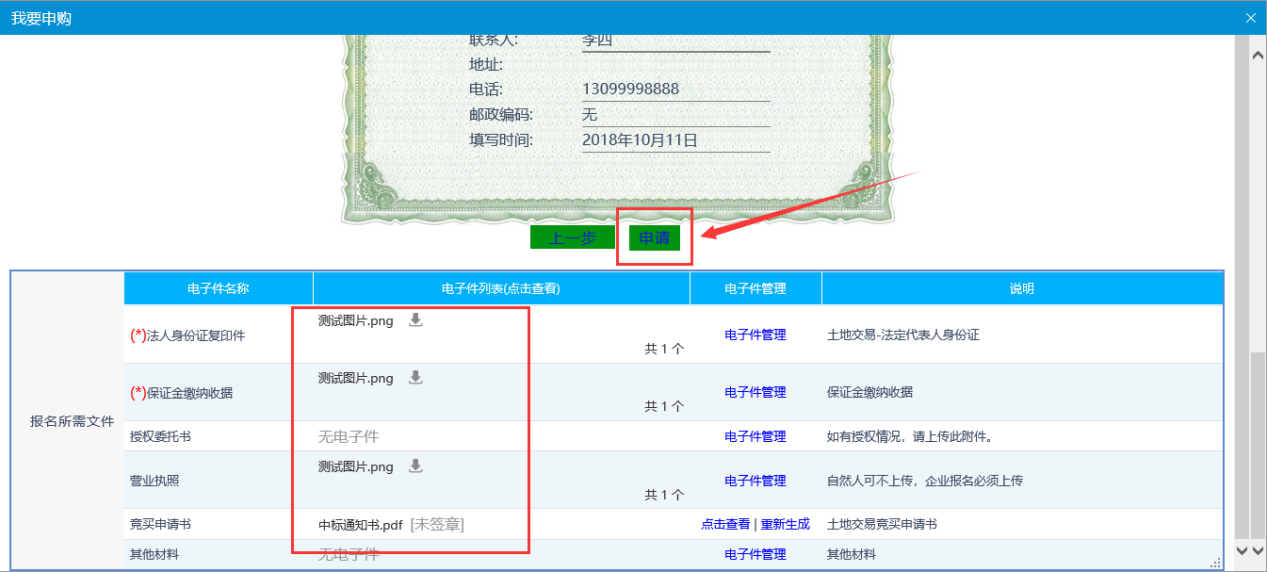 我要申购
联系人: 李四
地址:
电话: 13099998888
邮政编码: 无
填写时间: 2018年10月11日
上一步 申请
电子件名称 电子件列表(点击查看) 电子件管理 说明
报名所需文件
(*)法人身份证复印件 测试图片.png 共 1 个 电子件管理 土地交易-法定代表人身份证
(*)保证金缴纳收据 测试图片.png 共 1 个 电子件管理 保证金缴纳收据
授权委托书 无电子件 电子件管理 如有授权情况，请上传此附件。
营业执照 测试图片.png 共 1 个 电子件管理 自然人可不上传，企业报名必须上传
竞买申请书 中标通知书.pdf [未签章] 点击查看 | 重新生成 土地交易竞买申请书
其他材料 无电子件 电子件管理 其他材料